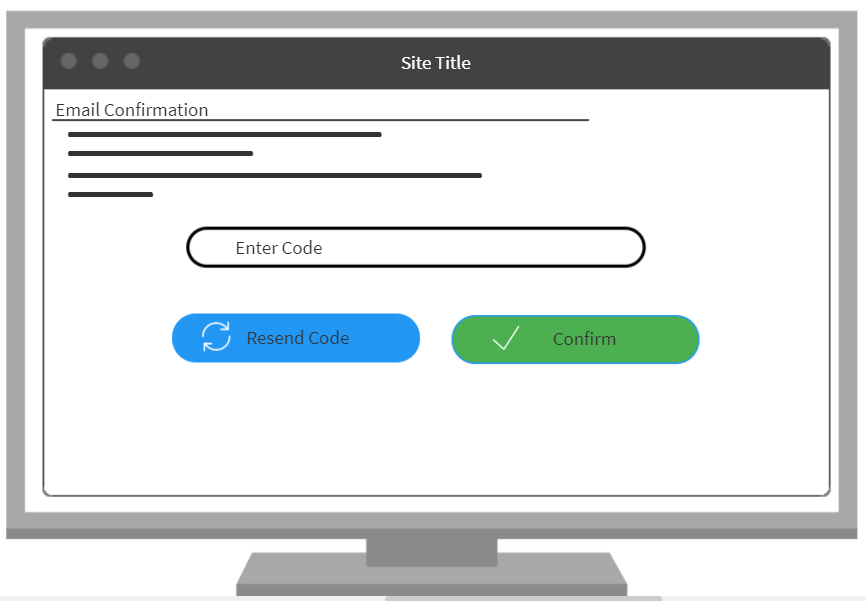 Site Title
Email Confirmation
Enter Code
Resend Code
Confirm